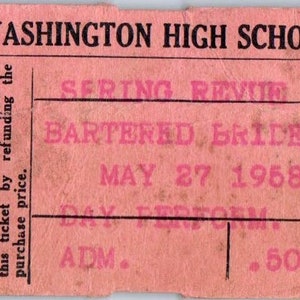 WASHINGTON HIGH SCHO
SPRING REVUE
BARTERED BRIDE
MAY 27 1958
DAY PERFORM.
ADM. .50
this ticket by refunding the
purchase price.